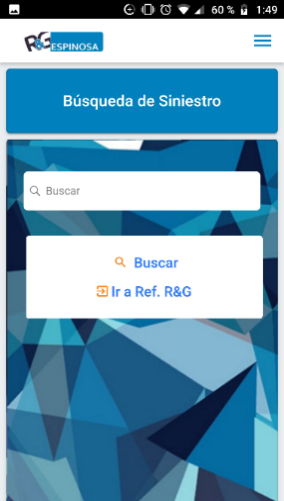 60 % 1:49
R&G ESPINOSA
Búsqueda de Siniestro
Buscar
Buscar
Ir a Ref. R&G